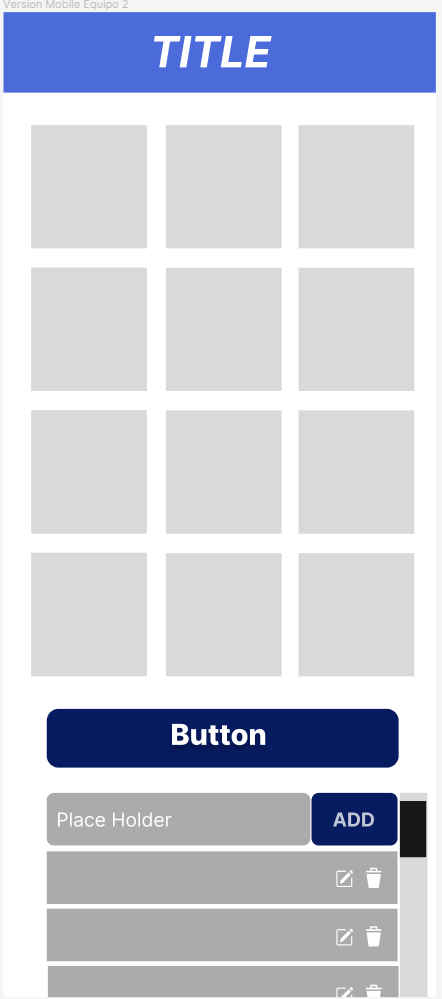 Version Mobile Equipo 2
TITLE
Button
Place Holder
ADD